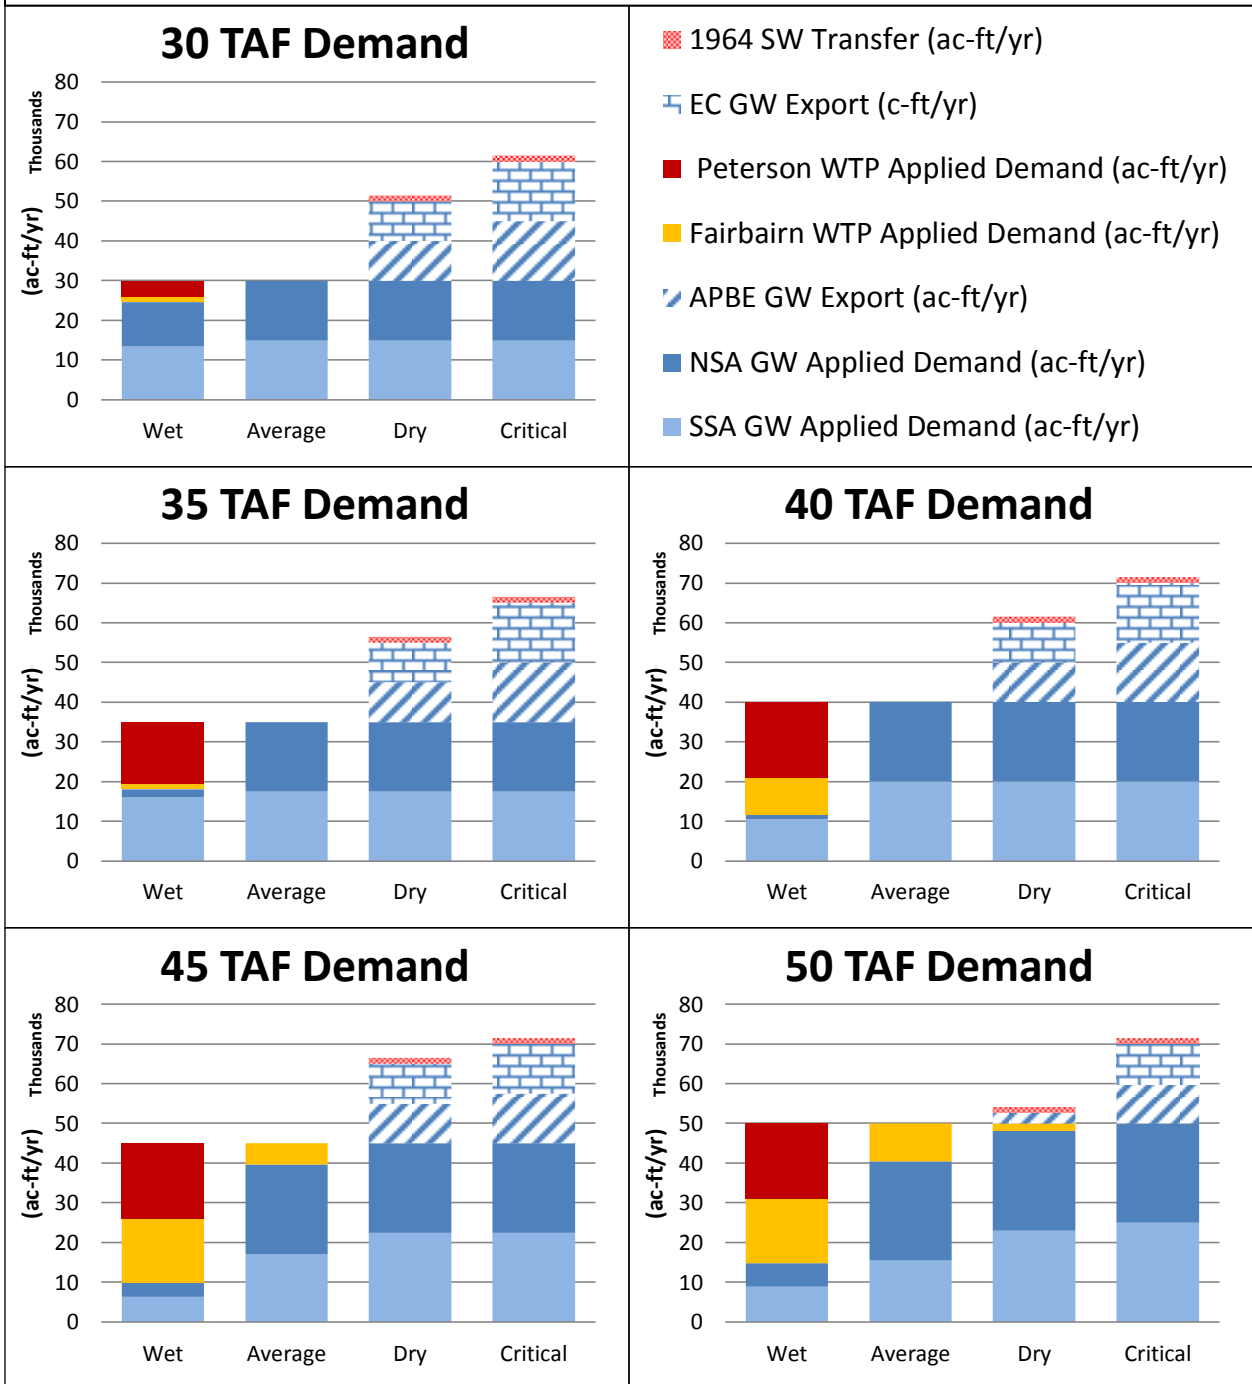 30 TAF Demand
80
70
60
50
40
30
20
10
0
Thousands
(ac-ft/yr)
Wet Average Dry Critical
1964 SW Transfer (ac-ft/yr)
EC GW Export (c-ft/yr)
Peterson WTP Applied Demand (ac-ft/yr)
Fairbairn WTP Applied Demand (ac-ft/yr)
APBE GW Export (ac-ft/yr)
NSA GW Applied Demand (ac-ft/yr)
SSA GW Applied Demand (ac-ft/yr)
35 TAF Demand
80
70
60
50
40
30
20
10
0
Thousands
(ac-ft/yr)
Wet Average Dry Critical
40 TAF Demand
80
70
60
50
40
30
20
10
0
Thousands
(ac-ft/yr)
Wet Average Dry Critical
45 TAF Demand
80
70
60
50
40
30
20
10
0
Thousands
(ac-ft/yr)
Wet Average Dry Critical
50 TAF Demand
80
70
60
50
40
30
20
10
0
Thousands
(ac-ft/yr)
Wet Average Dry Critical